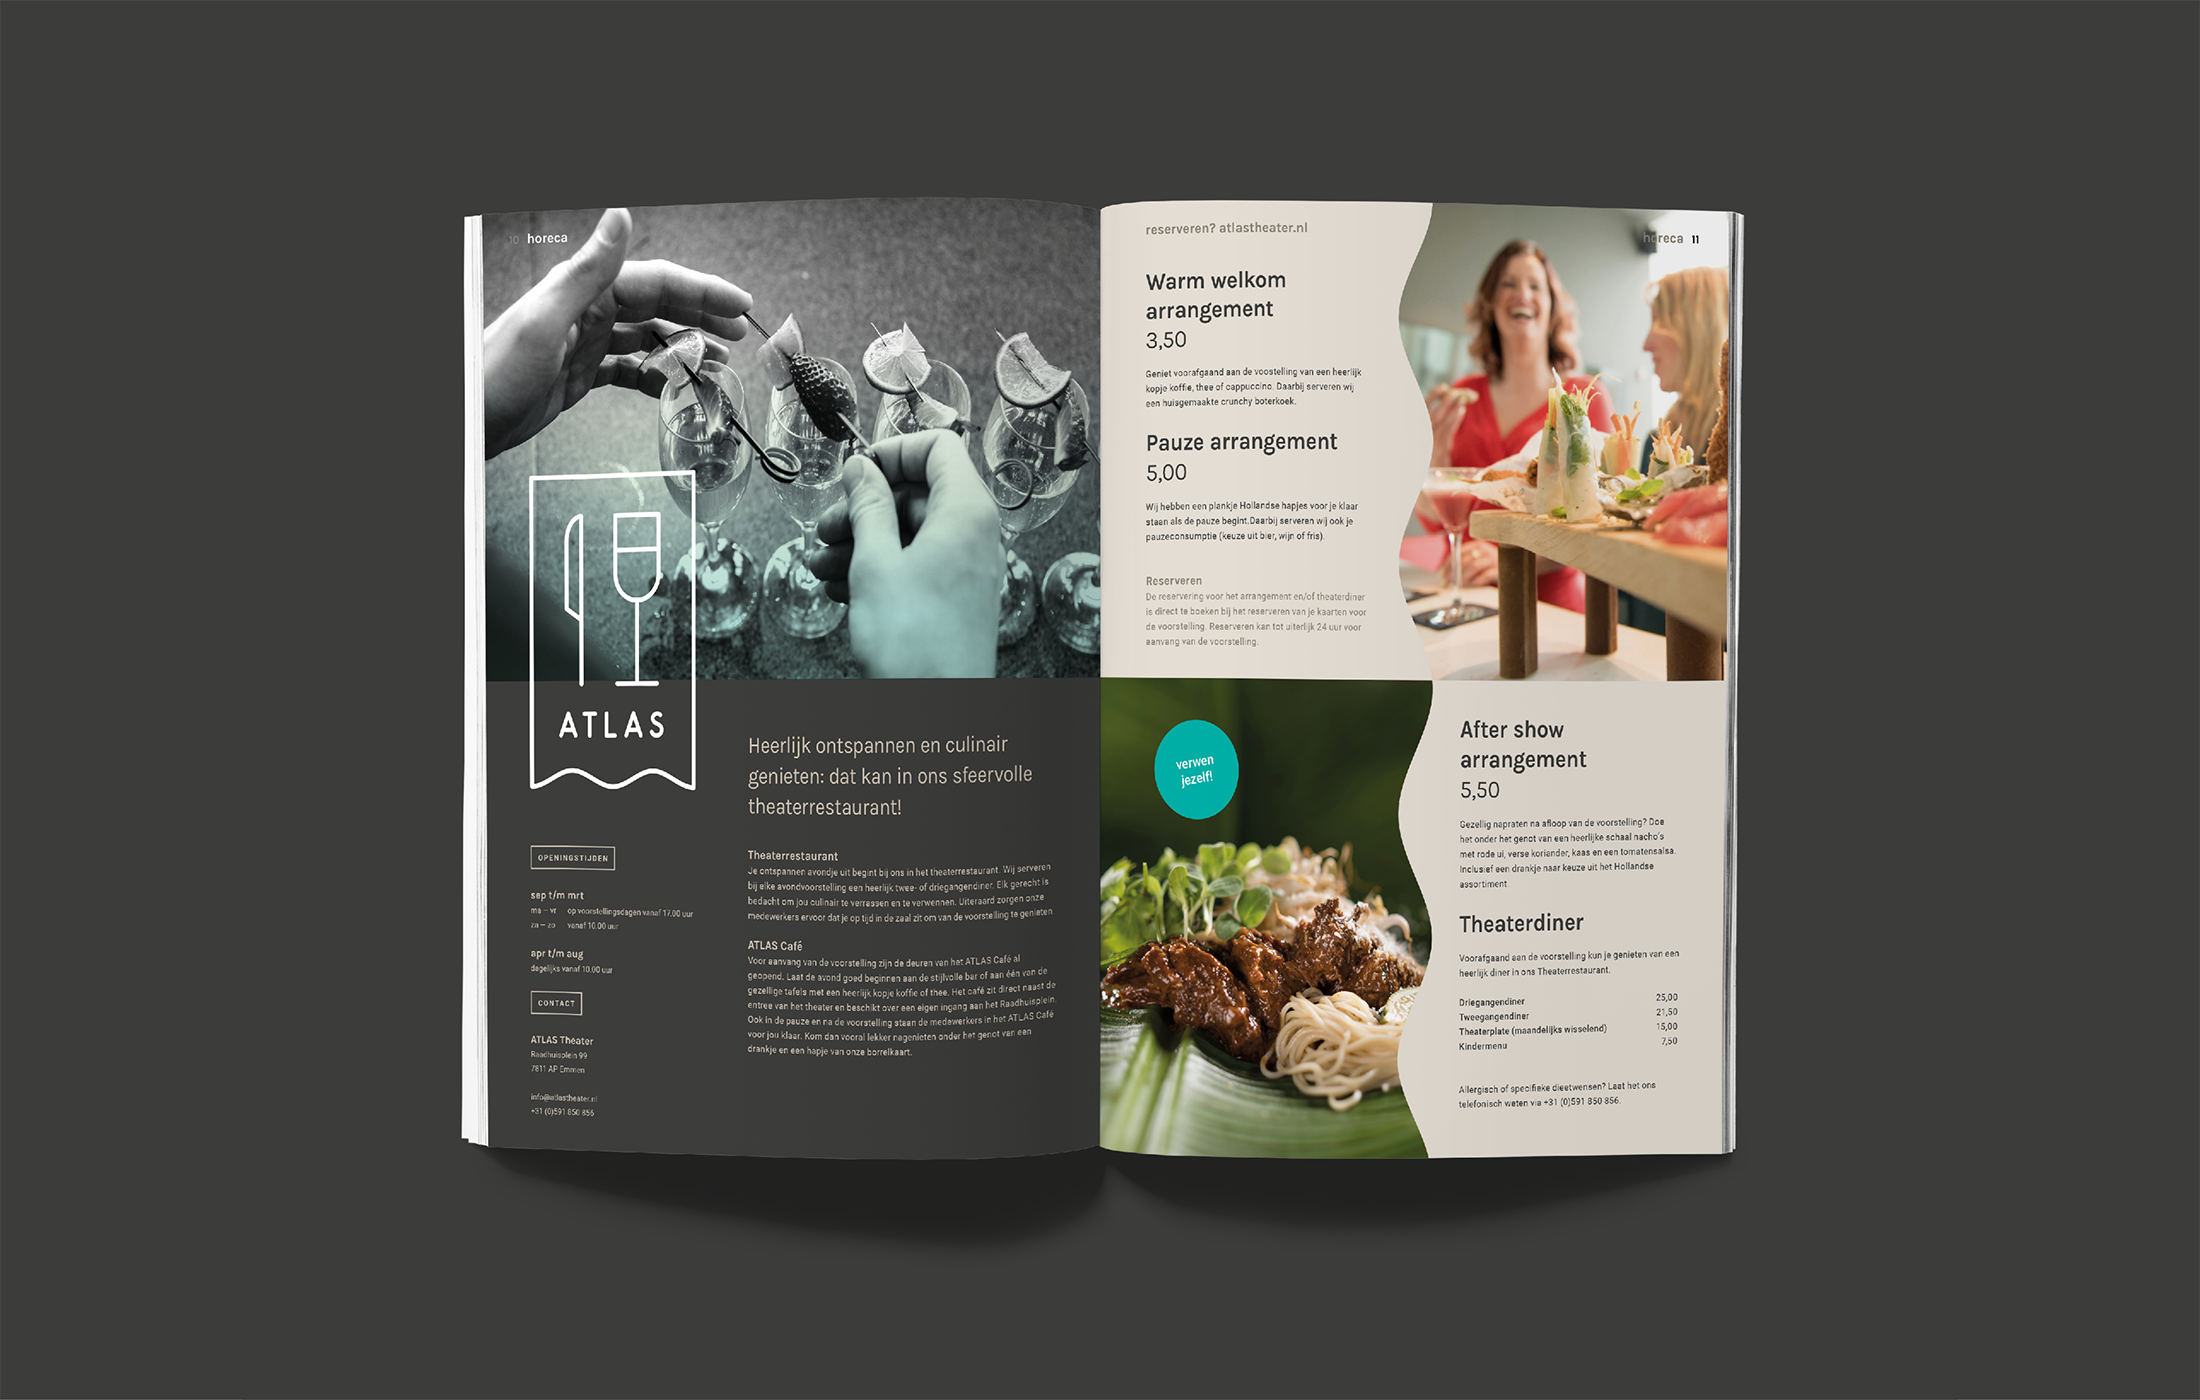 10 horeca
ATLAS
Heerlijk ontspannen en culinair
genieten: dat kan in ons sfeervolle
theaterrestaurant!
OPENINGSTIJDEN
sep t/m mrt
ma – vr op voorstellingsdagen vanaf 17.00 uur
za – zo vanaf 10.00 uur
apr t/m aug
dagelijks vanaf 10.00 uur
CONTACT
ATLAS Theater
Raadhuisplein 99
7811 AP Emmen
info@atlastheater.nl
+31 (0)591 850 856
Theaterrestaurant
Je ontspannen avondje uit begint bij ons in het theaterrestaurant. Wij serveren
bij elke avondvoorstelling een heerlijk twee- of driegangendiner. Elk gerecht is
bedacht om jou culinair te verrassen en te verwennen. Uiteraard zorgen onze
medewerkers ervoor dat je op tijd in de zaal zit om van de voorstelling te genieten.
ATLAS Café
Voor aanvang van de voorstelling zijn de deuren van het ATLAS Café al
geopend. Laat de avond goed beginnen aan de stijlvolle bar of aan één van de
gezellige tafels met een heerlijk kopje koffie of thee. Het café zit direct naast de
entree van het theater en beschikt over een eigen ingang aan het Raadhuisplein.
Ook in de pauze en na de voorstelling staan de medewerkers in het ATLAS Café
voor jou klaar. Kom dan vooral lekker nagenieten onder het genot van een
drankje en een hapje van onze borrelkaart.
reserveren? atlastheater.nl
horeca 11
Warm welkom
arrangement
3,50
Geniet voorafgaand aan de voostelling van een heerlijk
kopje koffie, thee of cappuccino. Daarbij serveren wij
een huisgemaakte crunchy boterkoek.
Pauze arrangement
5,00
Wij hebben een plankje Hollandse hapjes voor je klaar
staan als de pauze begint.Daarbij serveren wij ook je
pauzeconsumptie (keuze uit bier, wijn of fris).
Reserveren
De reservering voor het arrangement en/of theaterdiner
is direct te boeken bij het reserveren van je kaarten voor
de voorstelling. Reserveren kan tot uiterlijk 24 uur voor
aanvang van de voorstelling.
verwen
jezelf!
After show
arrangement
5,50
Gezellig napraten na afloop van de voorstelling? Doe
het onder het genot van een heerlijke schaal nacho's
met rode ui, verse koriander, kaas en een tomatensalsa.
Inclusief een drankje naar keuze uit het Hollandse
assortiment.
Theaterdiner
Voorafgaand aan de voorstelling kun je genieten van een
heerlijk diner in ons Theaterrestaurant.
Driegangendiner 25,00
Tweegangendiner 21,50
Theaterplate (maandelijks wisselend) 15,00
Kindermenu 7,50
Allergisch of specifieke dieetwensen? Laat het ons
telefonisch weten via +31 (0)591 850 856.